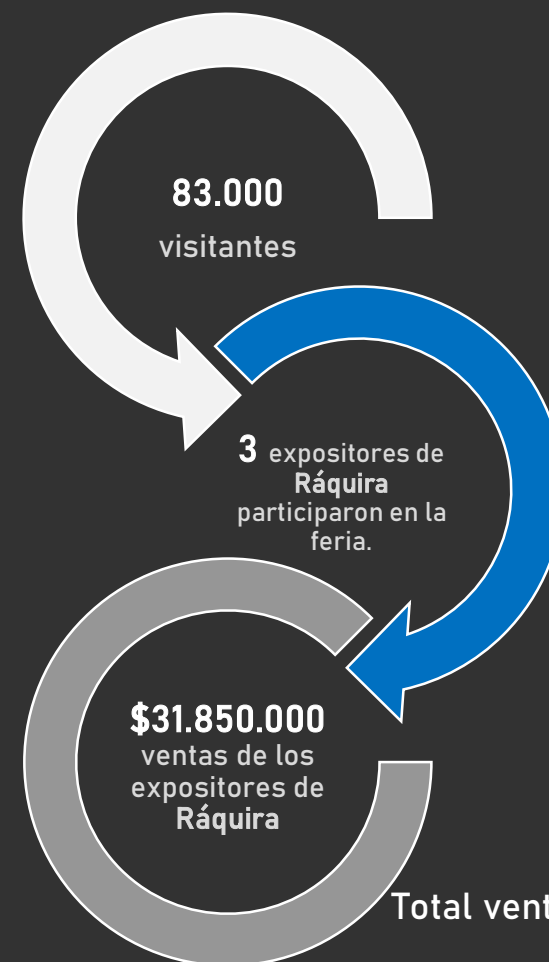 83.000
visitantes
3 expositores de
Ráquira
participaron en la
feria.
$31.850.000
ventas de los
expositores de
Ráquira
Total vent